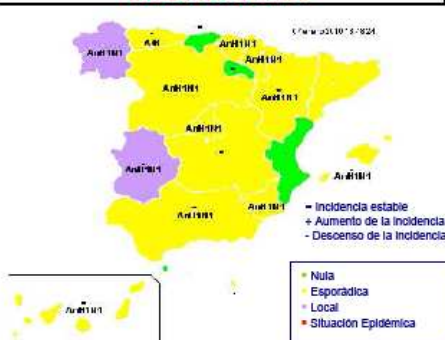 AnH1N1
AnH1N1
AnH1N1
AnH1N1
AnH1N1
AnH1N1
AnH1N1
AnH1N1
AnH1N1
AnH1N1
= Incidencia estable
+ Aumento de la Incidencia
- Descenso de la Incidencia
Nula
Esporádica
AnH1N1
Local
Situación Epidémica